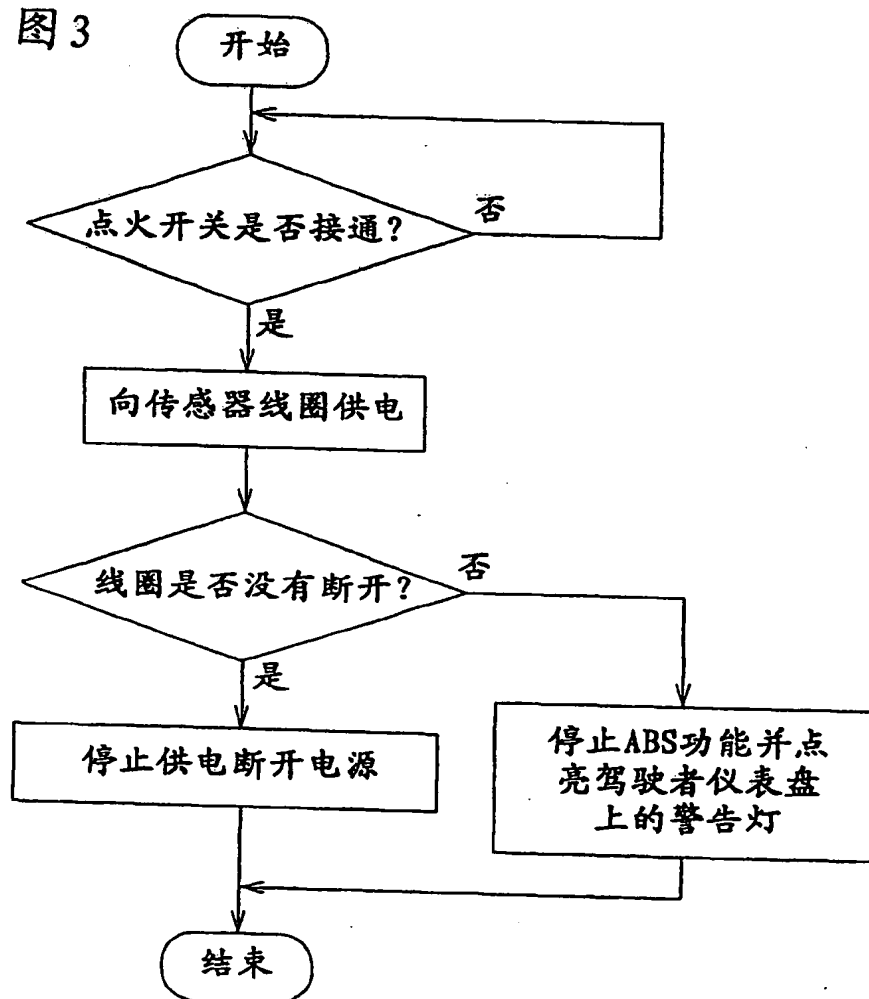 图3
开始
点火开关是否接通?
否
是
向传感器线圈供电
线圈是否没有断开?
否
是
停止供电断开电源
停止ABS功能并点
亮驾驶者仪表盘
上的警告灯
结束